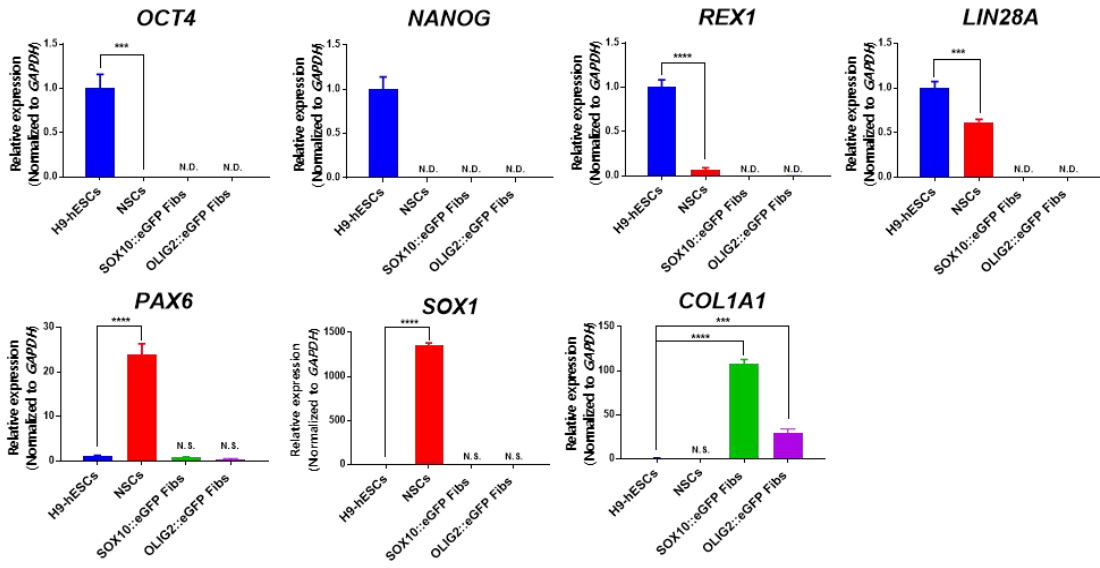 OCT4
Relative expression
(Normalized to GAPDH)
1.5
1.0
0.5
0.0
***
N.D.
N.D.
H9-hESCs
NSCs
SOX10::eGFP Fibs
OLIG2::eGFP Fibs
NANOG
Relative expression
(Normalized to GAPDH)
1.5
1.0
0.5
0.0
N.D.
N.D.
N.D.
H9-hESCs
NSCs
SOX10::eGFP Fibs
OLIG2::eGFP Fibs
REX1
Relative expression
(Normalized to GAPDH)
1.5
1.0
0.5
0.0
****
N.D.
N.D.
H9-hESCs
NSCs
SOX10::eGFP Fibs
OLIG2::eGFP Fibs
LIN28A
Relative expression
(Normalized to GAPDH)
1.5
1.0
0.5
0.0
***
N.D.
N.D.
H9-hESCs
NSCs
SOX10::eGFP Fibs
OLIG2::eGFP Fibs
PAX6
Relative expression
(Normalized to GAPDH)
30
20
10
0
****
N.S.
N.S.
H9-hESCs
NSCs
SOX10::eGFP Fibs
OLIG2::eGFP Fibs
SOX1
Relative expression
(Normalized to GAPDH)
1500
1000
500
0
****
N.S.
N.S.
H9-hESCs
NSCs
SOX10::eGFP Fibs
OLIG2::eGFP Fibs
COL1A1
Relative expression
(Normalized to GAPDH)
150
100
50
0
***
****
N.S.
H9-hESCs
NSCs
SOX10::eGFP Fibs
OLIG2::eGFP Fibs